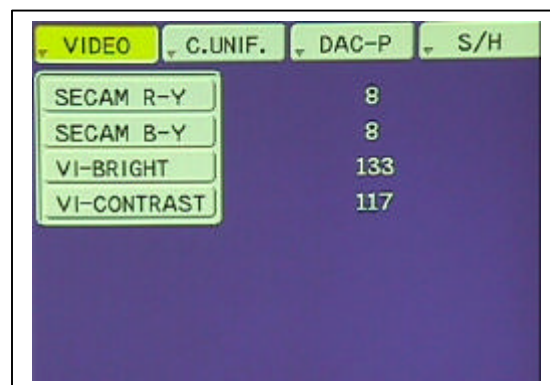 VIDEO C.UNIF. DAC-P S/H
SECAM R-Y 8
SECAM B-Y 8
VI-BRIGHT 133
VI-CONTRAST 117